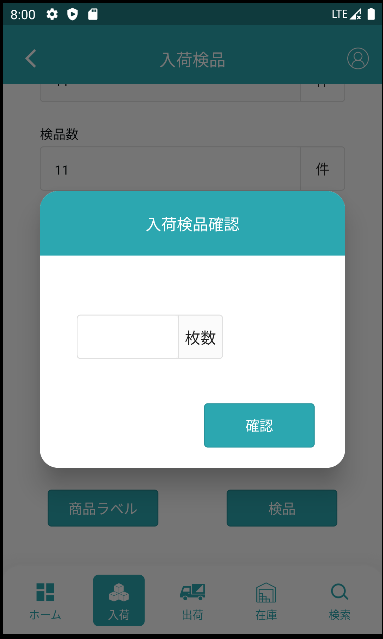 8:00 LTE
入荷検品
検品数
11 件
入荷検品確認
枚数
確認
商品ラベル 検品
ホーム 入荷 出荷 在庫 検索